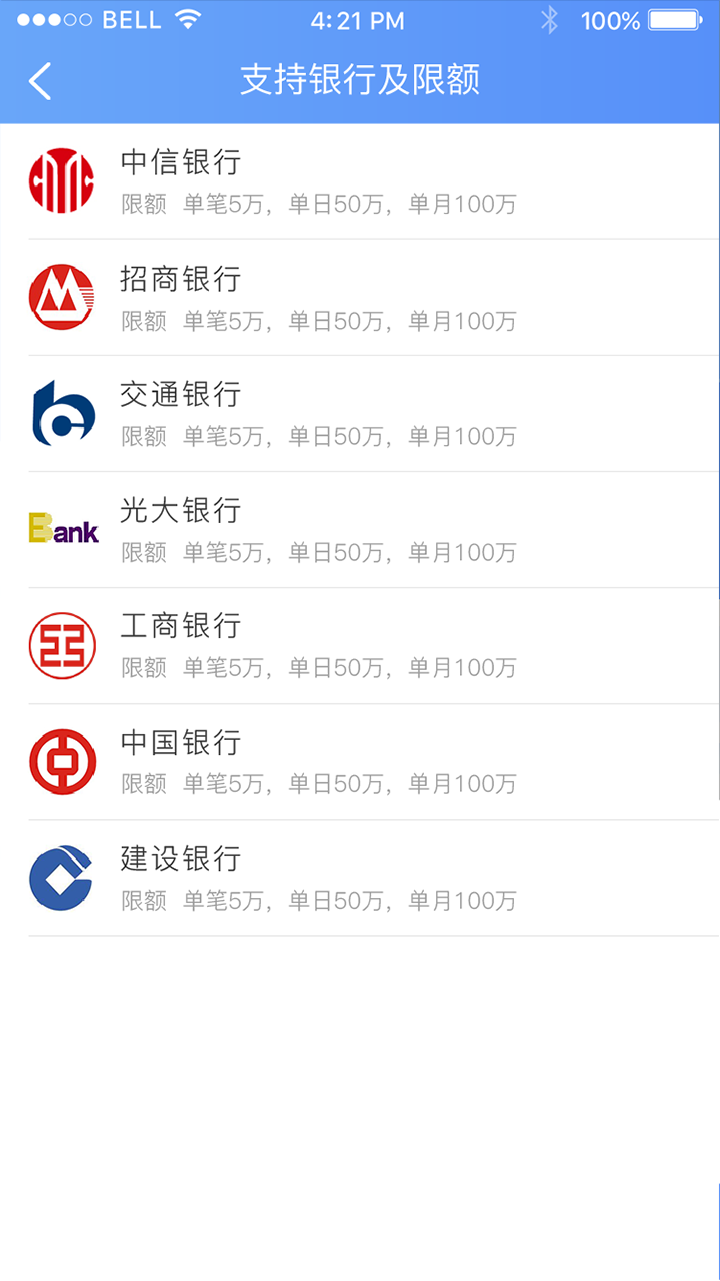 BELL 4:21 PM 100%
支持银行及限额
中信银行
限额 单笔5万，单日50万，单月100万
招商银行
限额 单笔5万，单日50万，单月100万
交通银行
限额 单笔5万，单日50万，单月100万
Bank
光大银行
限额 单笔5万，单日50万，单月100万
工商银行
限额 单笔5万，单日50万，单月100万
中国银行
限额 单笔5万，单日50万，单月100万
建设银行
限额 单笔5万，单日50万，单月100万